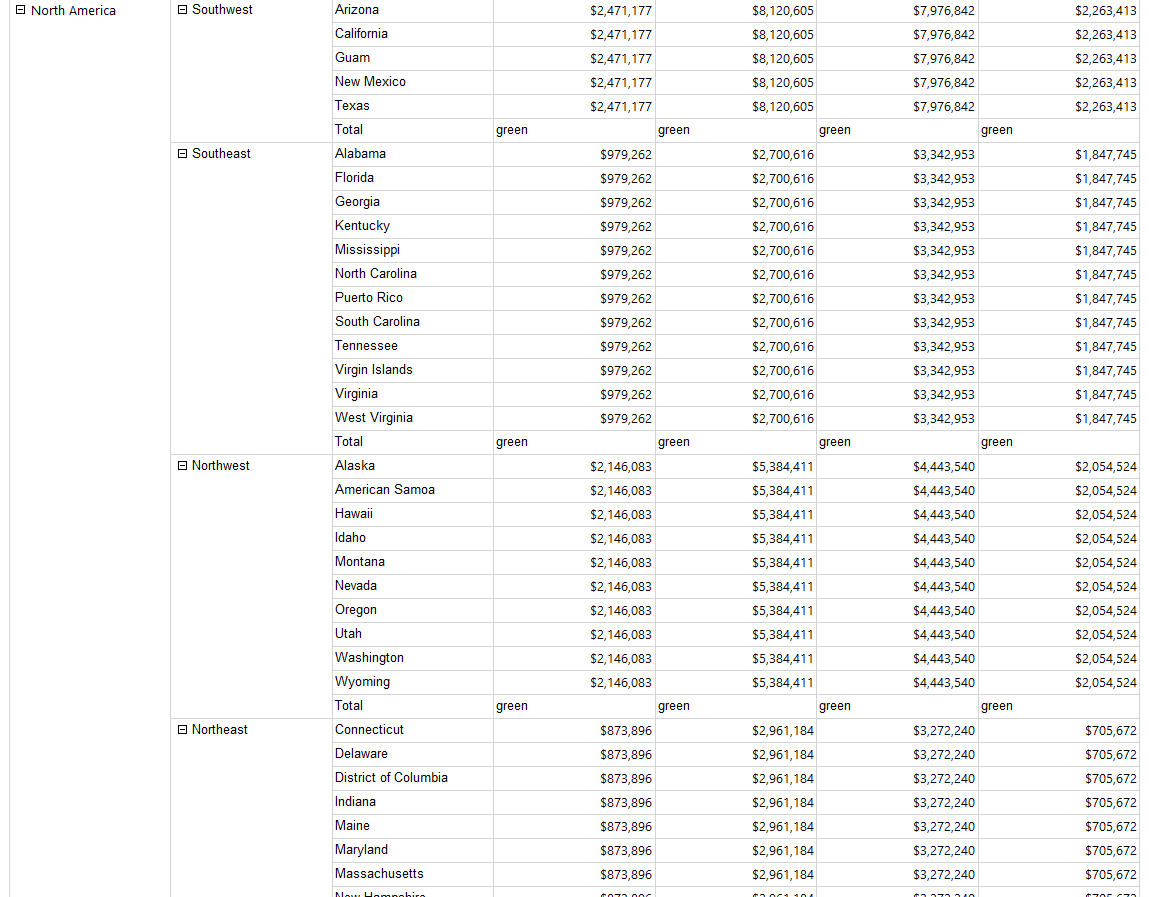 North America Southwest Arizona $2,471,177 $8,120,605 $7,976,842 $2,263,413
California $2,471,177 $8,120,605 $7,976,842 $2,263,413
Guam $2,471,177 $8,120,605 $7,976,842 $2,263,413
New Mexico $2,471,177 $8,120,605 $7,976,842 $2,263,413
Texas $2,471,177 $8,120,605 $7,976,842 $2,263,413
Total green green green green
Southeast Alabama $979,262 $2,700,616 $3,342,953 $1,847,745
Florida $979,262 $2,700,616 $3,342,953 $1,847,745
Georgia $979,262 $2,700,616 $3,342,953 $1,847,745
Kentucky $979,262 $2,700,616 $3,342,953 $1,847,745
Mississippi $979,262 $2,700,616 $3,342,953 $1,847,745
North Carolina $979,262 $2,700,616 $3,342,953 $1,847,745
Puerto Rico $979,262 $2,700,616 $3,342,953 $1,847,745
South Carolina $979,262 $2,700,616 $3,342,953 $1,847,745
Tennessee $979,262 $2,700,616 $3,342,953 $1,847,745
Virgin Islands $979,262 $2,700,616 $3,342,953 $1,847,745
Virginia $979,262 $2,700,616 $3,342,953 $1,847,745
West Virginia $979,262 $2,700,616 $3,342,953 $1,847,745
Total green green green green
Northwest Alaska $2,146,083 $5,384,411 $4,443,540 $2,054,524
American Samoa $2,146,083 $5,384,411 $4,443,540 $2,054,524
Hawaii $2,146,083 $5,384,411 $4,443,540 $2,054,524
Idaho $2,146,083 $5,384,411 $4,443,540 $2,054,524
Montana $2,146,083 $5,384,411 $4,443,540 $2,054,524
Nevada $2,146,083 $5,384,411 $4,443,540 $2,054,524
Oregon $2,146,083 $5,384,411 $4,443,540 $2,054,524
Utah $2,146,083 $5,384,411 $4,443,540 $2,054,524
Washington $2,146,083 $5,384,411 $4,443,540 $2,054,524
Wyoming $2,146,083 $5,384,411 $4,443,540 $2,054,524
Total green green green green
Northeast Connecticut $873,896 $2,961,184 $3,272,240 $705,672
Delaware $873,896 $2,961,184 $3,272,240 $705,672
District of Columbia $873,896 $2,961,184 $3,272,240 $705,672
Indiana $873,896 $2,961,184 $3,272,240 $705,672
Maine $873,896 $2,961,184 $3,272,240 $705,672
Maryland $873,896 $2,961,184 $3,272,240 $705,672
Massachusetts $873,896 $2,961,184 $3,272,240 $705,672
New Hampshire $873,896 $2,961,184 $3,272,240 $705,672